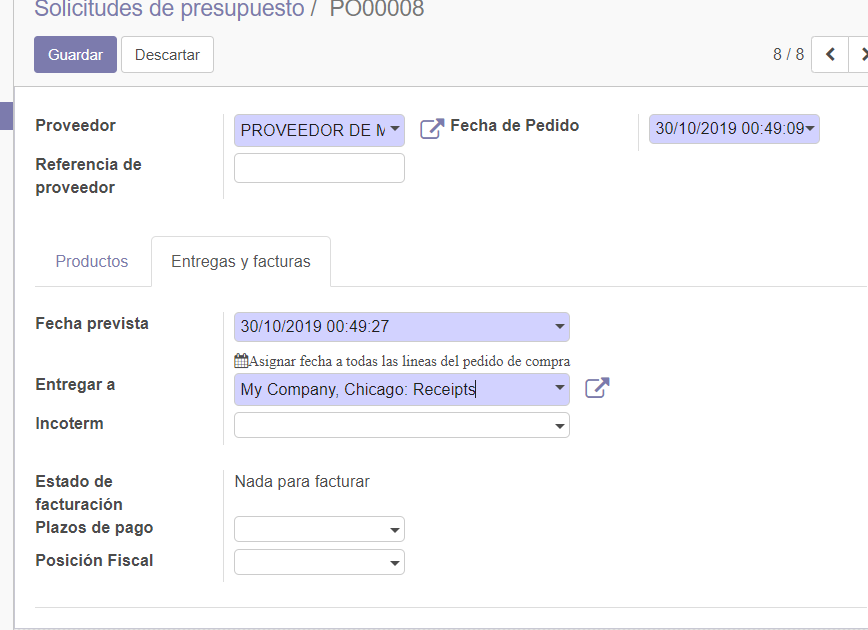 Solicitudes de presupuesto / PO00008
Guardar Descartar 8 / 8
Proveedor PROVEEDOR DE Fecha de Pedido 30/10/2019 00:49:09
Referencia de
proveedor
Productos Entregas y facturas
Fecha prevista 30/10/2019 00:49:27
Asignar fecha a todas las lineas del pedido de compra
Entregar a My Company, Chicago: Receipts
Incoterm
Estado de Nada para facturar
facturación
Plazos de pago
Posición Fiscal